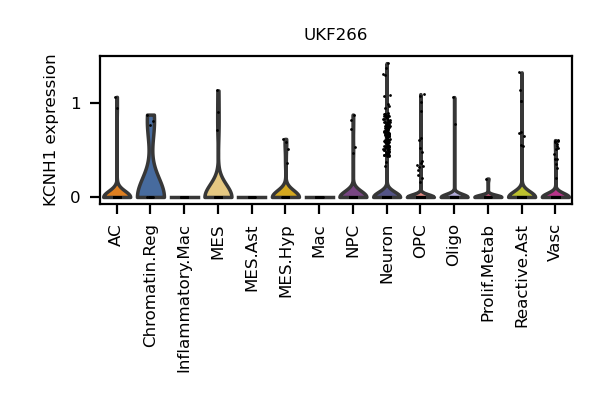 UKF266
KCNH1 expression
1
0
AC
Chromatin.Reg
Inflammatory.Mac
MES
MES.Ast
MES.Hyp
Mac
NPC
Neuron
OPC
Oligo
Prolif.Metab
Reactive.Ast
Vasc